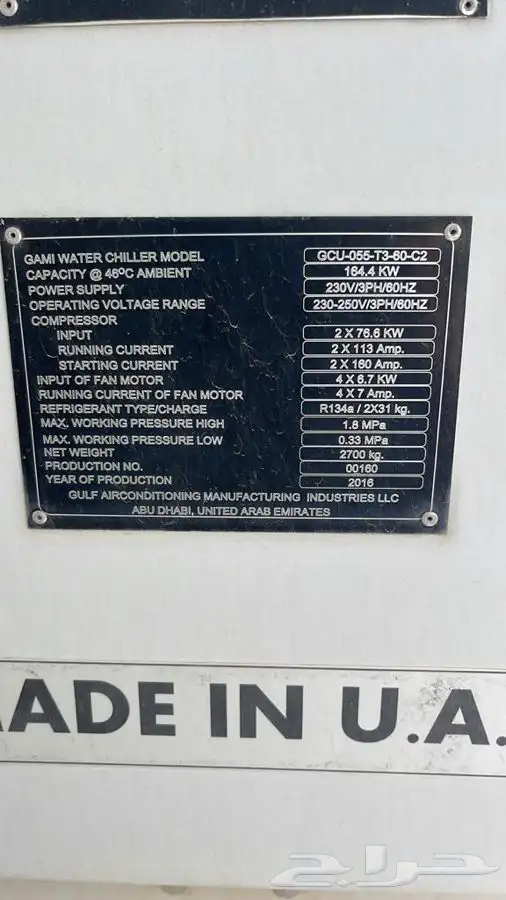 GAMI WATER CHILLER MODEL GCU-055-T3-60-C2
CAPACITY @ 46ºC AMBIENT 164.4 KW
POWER SUPPLY 230V/3PH/60HZ
OPERATING VOLTAGE RANGE 230-250V/3PH/60HZ
COMPRESSOR
INPUT 2 X 76.6 KW
RUNNING CURRENT 2 X 113 Amp.
STARTING CURRENT 2 X 160 Amp.
INPUT OF FAN MOTOR 4 X 6.7 KW
RUNNING CURRENT OF FAN MOTOR 4 X 7 Amp.
REFRIGERANT TYPE/CHARGE R134a / 2X31 kg.
MAX. WORKING PRESSURE HIGH 1.8 MPa
MAX. WORKING PRESSURE LOW 0.33 MPa
NET WEIGHT 2700 kg.
PRODUCTION NO. 00160
YEAR OF PRODUCTION 2016
GULF AIRCONDITIONING MANUFACTURING INDUSTRIES LLC
ABU DHABI, UNITED ARAB EMIRATES
MADE IN U.A.
حراج